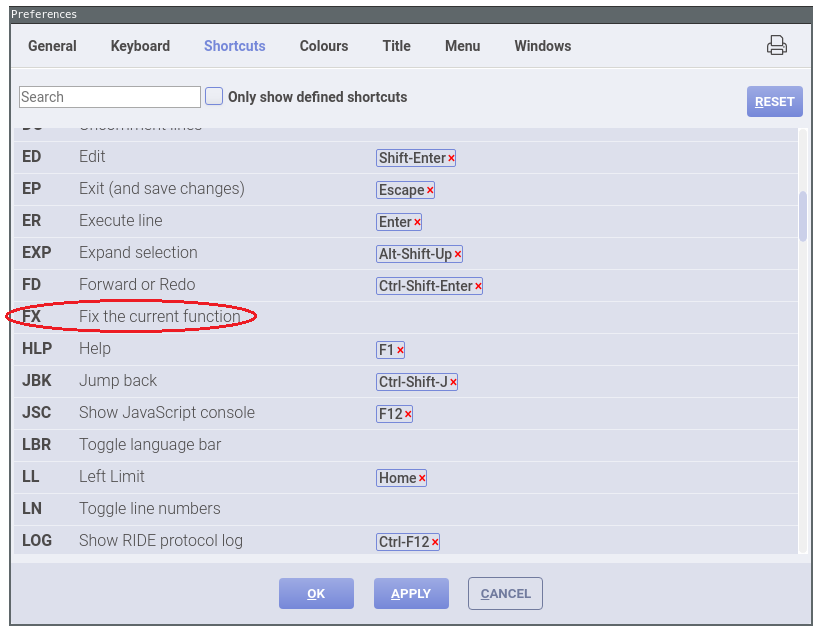 Preferences
General Keyboard Shortcuts Colours Title Menu Windows
Search Only show defined shortcuts RESET
ED Edit Shift-Enter×
EP Exit (and save changes) Escape×
ER Execute line Enter×
EXP Expand selection Alt-Shift-Up×
FD Forward or Redo Ctrl-Shift-Enter×
FX Fix the current function
HLP Help F1×
JBK Jump back Ctrl-Shift-J×
JSC Show JavaScript console F12×
LBR Toggle language bar
LL Left Limit Home×
LN Toggle line numbers
LOG Show RIDE protocol log Ctrl-F12×
OK APPLY CANCEL